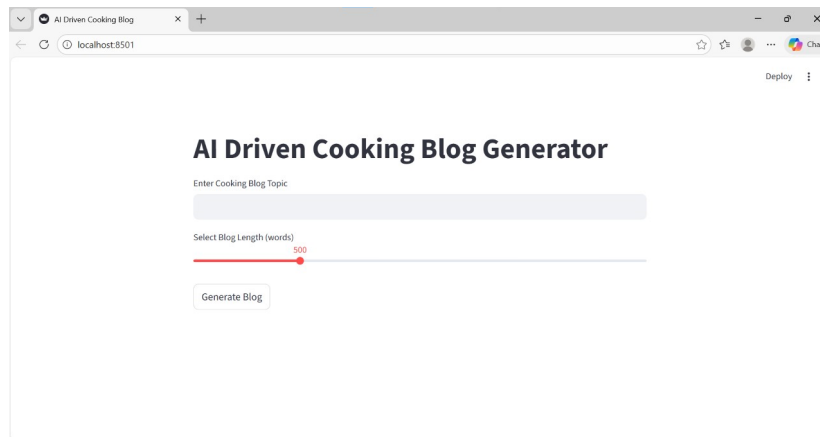 AI Driven Cooking Blog
localhost:8501
Cha
Deploy
AI Driven Cooking Blog Generator
Enter Cooking Blog Topic
Select Blog Length (words)
500
Generate Blog